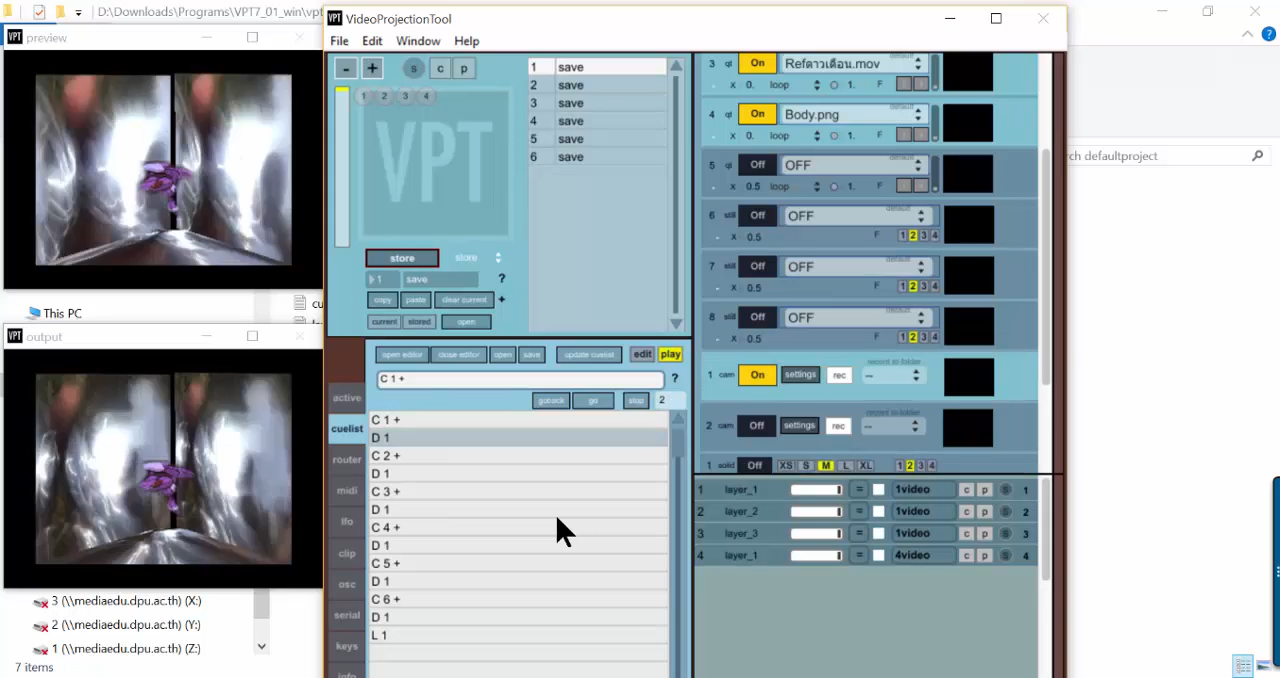 D:\Downloads\Programs\VPT7_01_win\vpt
VPT preview
VPT VideoProjectionTool
File Edit Window Help
- + s c p
1 2 3 4
VPT
1 save
2 save
3 save
4 save
5 save
6 save
store store
1 save ?
copy paste clear current +
current stored open
3 qt On Refดาวเดือน.mov default
x 0. loop 1. F
4 qt On Body.png default
x 0. loop 1. F
5 qt Off OFF default
x 0.5 loop 1. F
6 still Off OFF default
x 0.5 F 1 2 3 4
7 still Off OFF default
x 0.5 F 1 2 3 4
8 still Off OFF default
x 0.5 F 1 2 3 4
1 cam On settings rec record to folder --
2 cam Off settings rec record to folder --
1 solid Off XS S M L XL 1 2 3 4
1 layer_1 = 1video c p S 1
2 layer_2 = 1video c p S 2
3 layer_3 = 1video c p S 3
4 layer_1 = 4video c p S 4
open editor close editor open save update cuelist edit play
C 1 + ?
goback go stop 2
active
cuelist
router
midi
lfo
clip
osc
serial
keys
info
C 1 +
D 1
C 2 +
D 1
C 3 +
D 1
C 4 +
D 1
C 5 +
D 1
C 6 +
D 1
L 1
rch defaultproject
This PC
cu
VPT output
3 (\\mediaedu.dpu.ac.th) (X:)
2 (\\mediaedu.dpu.ac.th) (Y:)
1 (\\mediaedu.dpu.ac.th) (Z:)
7 items